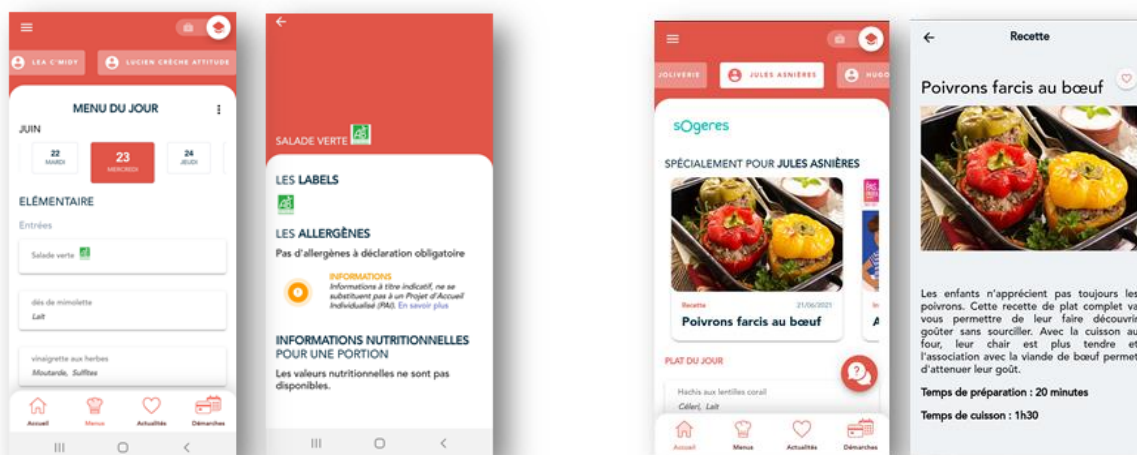 LEA C'MIDY
LUCIEN CRÈCHE ATTITUDE
MENU DU JOUR
JUIN
22
MARDI
23
MERCREDI
24
JEUDI
ELÉMENTAIRE
Entrées
Salade verte AB
dés de mimolette
Lait
vinaigrette aux herbes
Moutarde, Sulfites
Accueil
Menus
Actualités
Démarches
SALADE VERTE AB
LES LABELS
AB
LES ALLERGÈNES
Pas d'allergènes à déclaration obligatoire
INFORMATIONS
Informations à titre indicatif, ne se
substituent pas à un Projet d'Accueil
Individualisé (PAI). En savoir plus
INFORMATIONS NUTRITIONNELLES
POUR UNE PORTION
Les valeurs nutritionnelles ne sont pas
disponibles.
JOLIVERIE
JULES ASNIÈRES
HUGO
sOgeres
SPÉCIALEMENT POUR JULES ASNIÈRES
Recette
21/06/2021
Poivrons farcis au bœuf
A
PLAT DU JOUR
Hachis aux lentilles corail
Céleri, Lait
Accueil
Menus
Actualités
Démarches
Recette
Poivrons farcis au bœuf
Les enfants n'apprécient pas toujours les
poivrons. Cette recette de plat complet va
vous permettre de leur faire découvrir
goûter sans sourciller. Avec la cuisson au
four, leur chair est plus tendre et
l'association avec la viande de bœuf permet
d'attenuer leur goût.
Temps de préparation : 20 minutes
Temps de cuisson : 1h30